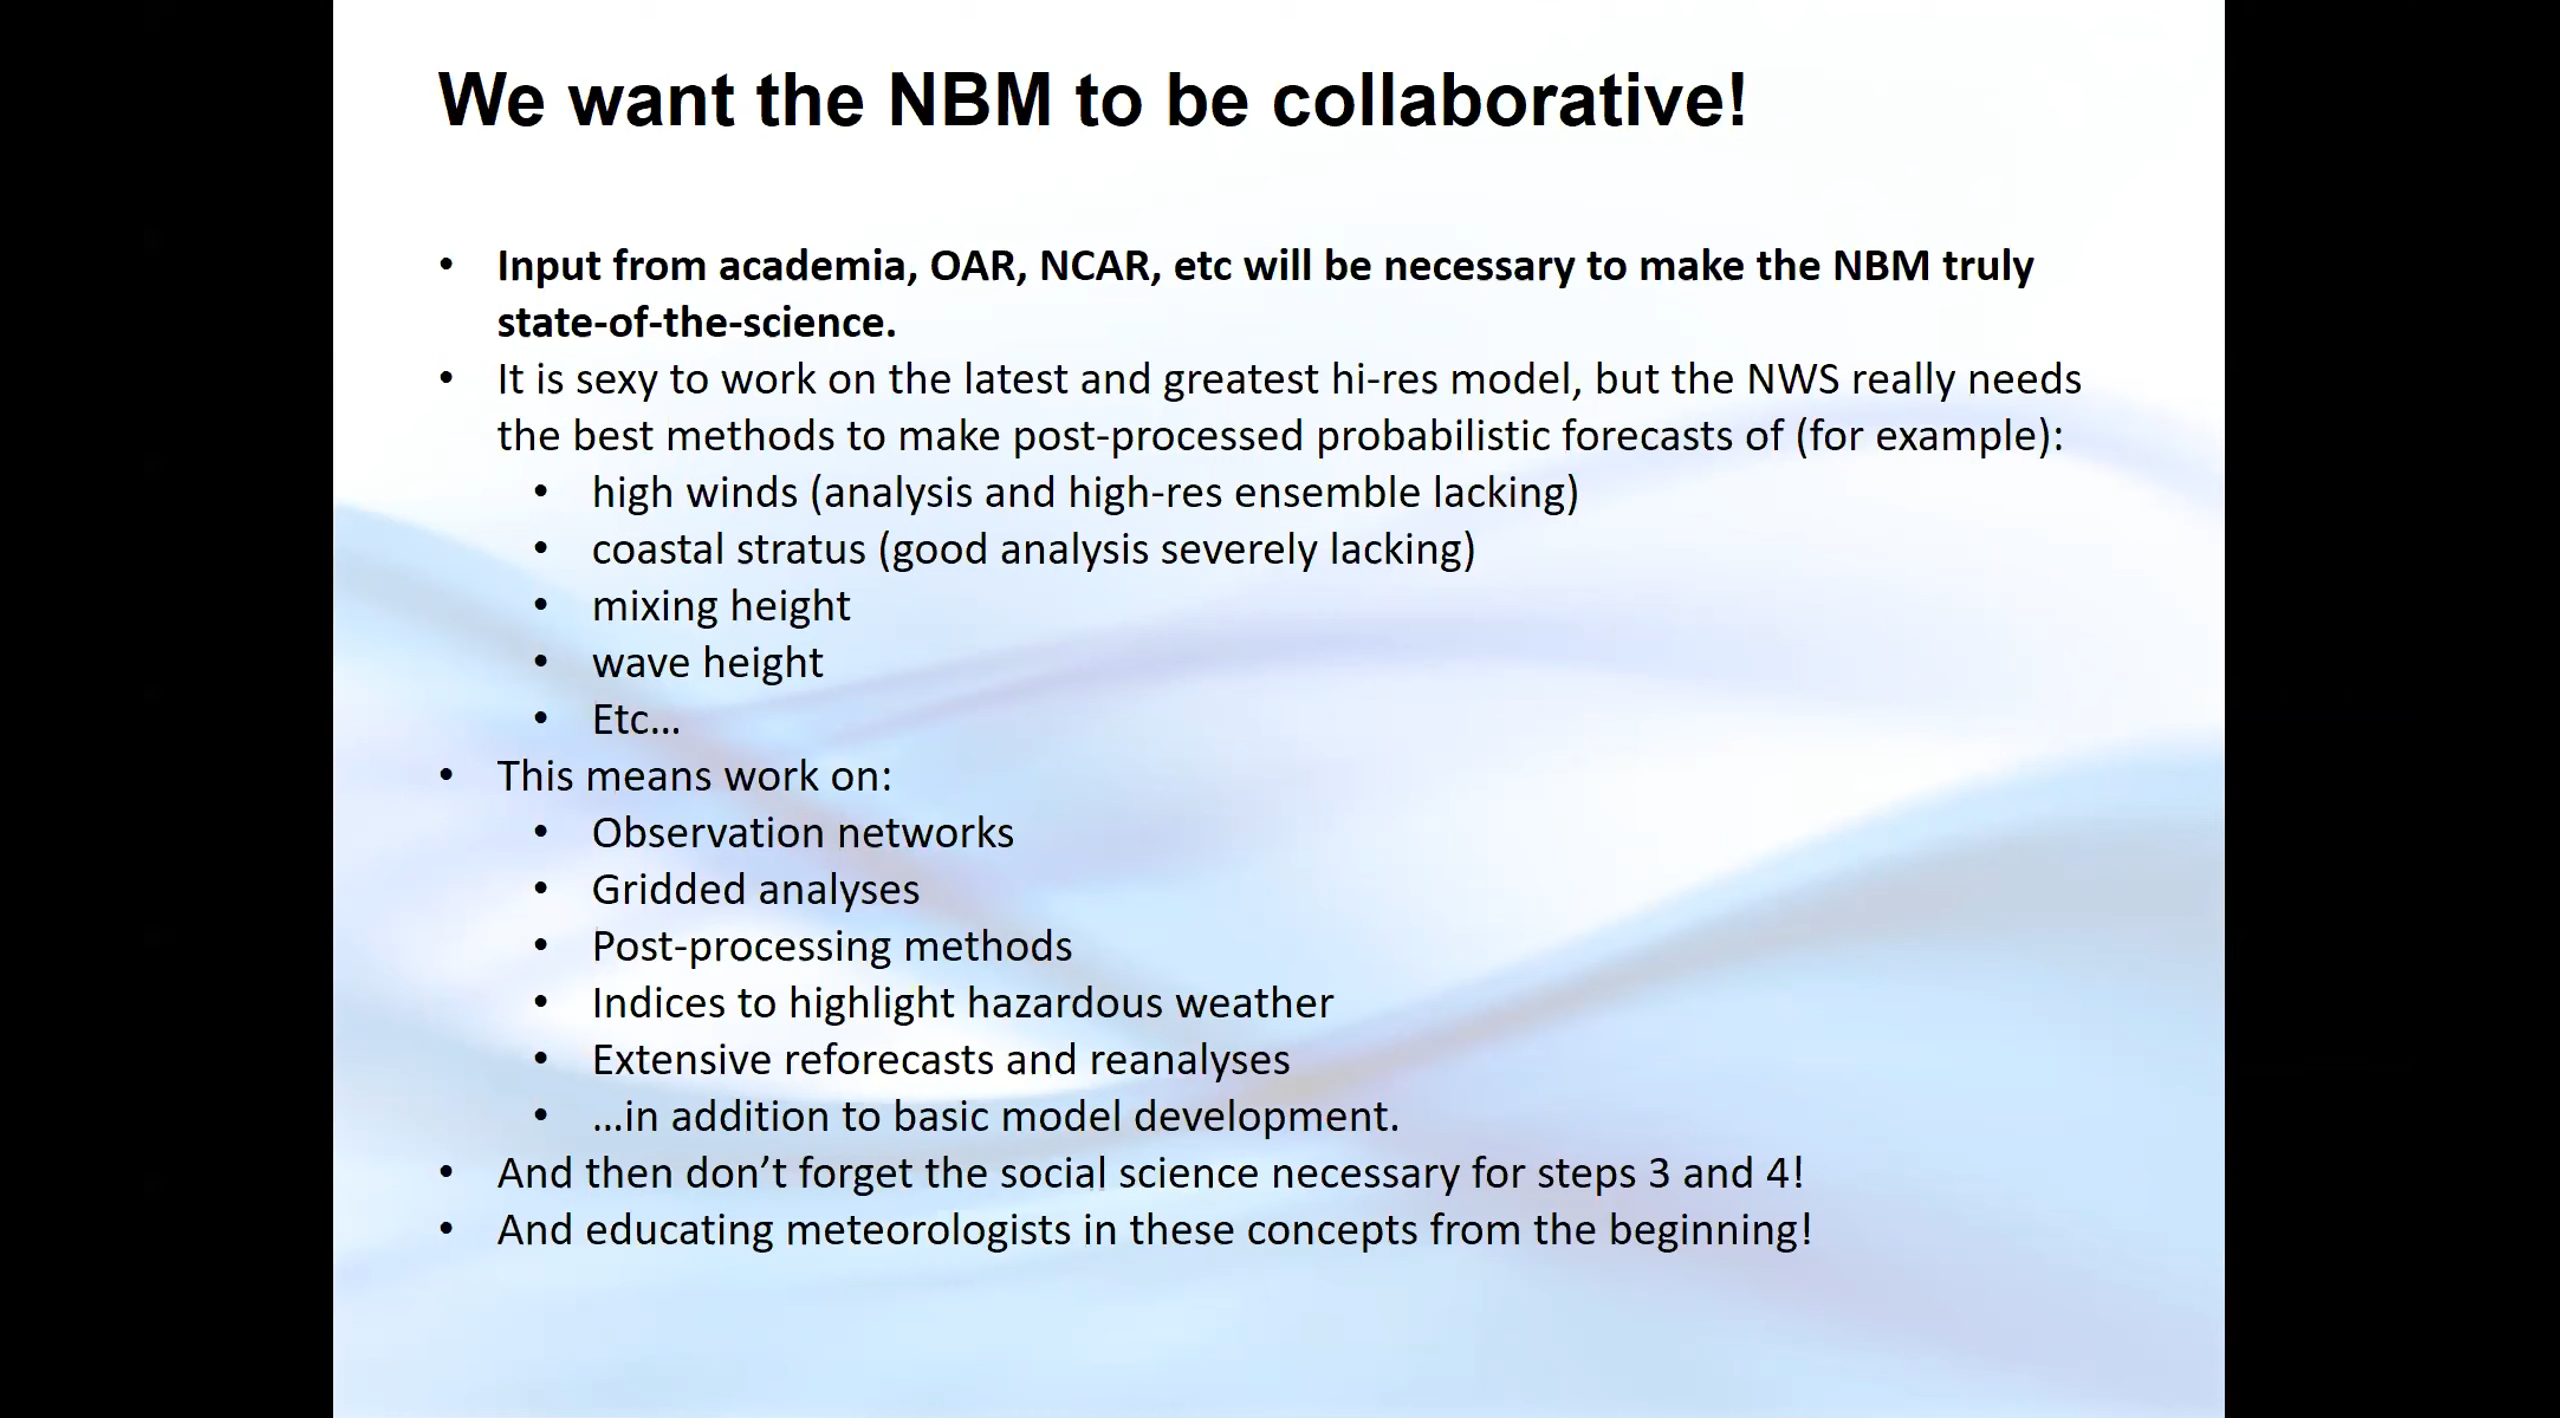 We want the NBM to be collaborative!
• Input from academia, OAR, NCAR, etc will be necessary to make the NBM truly
state-of-the-science.
• It is sexy to work on the latest and greatest hi-res model, but the NWS really needs
the best methods to make post-processed probabilistic forecasts of (for example):
• high winds (analysis and high-res ensemble lacking)
• coastal stratus (good analysis severely lacking)
• mixing height
• wave height
• Etc…
• This means work on:
• Observation networks
• Gridded analyses
• Post-processing methods
• Indices to highlight hazardous weather
• Extensive reforecasts and reanalyses
• …in addition to basic model development.
• And then don’t forget the social science necessary for steps 3 and 4!
• And educating meteorologists in these concepts from the beginning!